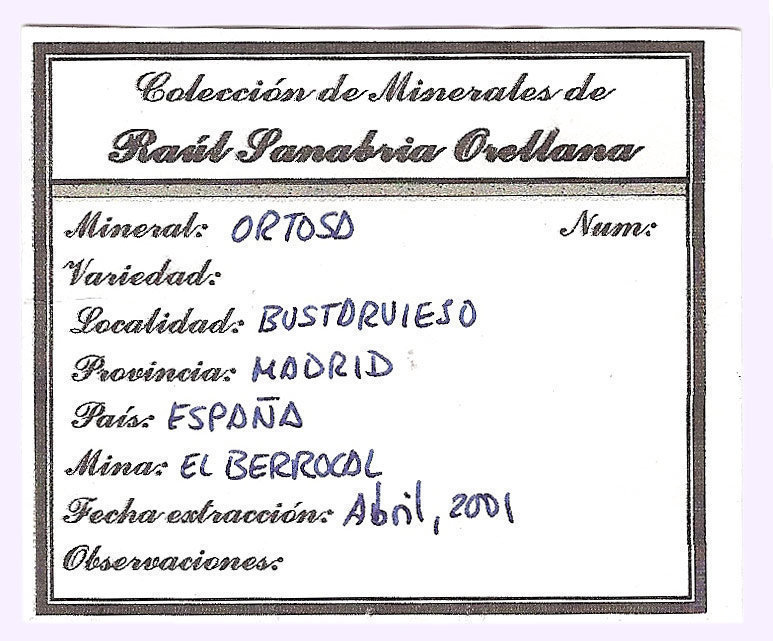 Colección de Minerales de
Raúl Sanabria Orellana
Mineral: ORTOSA Num:
Variedad:
Localidad: BUSTARVIEJO
Provincia: MADRID
País: ESPAÑA
Mina: EL BERROCAL
Fecha extracción: Abril, 2001
Observaciones: